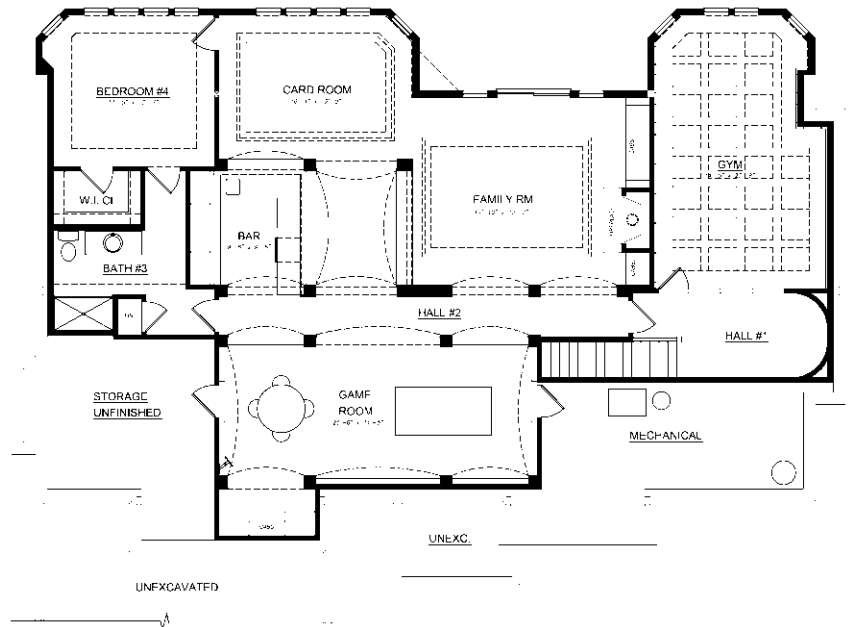 BEDROOM #4
CARD ROOM
GYM
W.I. Cl
FAMILY RM
BAR
BATH #3
HALL #2
HALL #1
STORAGE
UNFINISHED
GAME
ROOM
MECHANICAL
UNEXC.
UNEXCAVATED